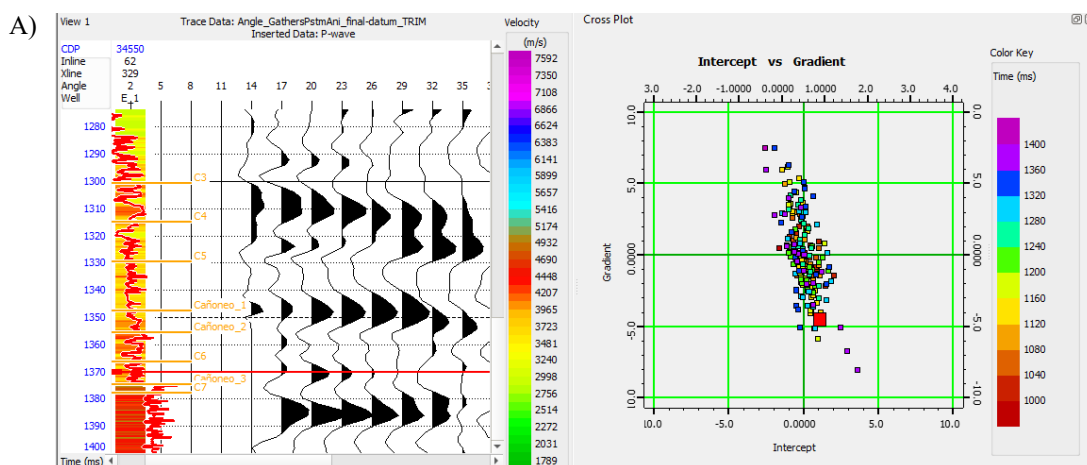 A)
View 1
Trace Data: Angle_GathersPstmAni_final-datum_TRIM
Inserted Data: P-wave
CDP 34550
Inline 62
Xline 329
Angle 2 5 8 11 14 17 20 23 26 29 32 35
Well E_1
1280
1290
1300
1310
1320
1330
1340
1350
1360
1370
1380
1390
1400
Time (ms)
C3
C4
C5
Cañoneo_1
Cañoneo_2
C6
Cañoneo_3
C7
Velocity
(m/s)
7592
7350
7108
6866
6624
6383
6141
5899
5657
5416
5174
4932
4690
4448
4207
3965
3723
3481
3240
2998
2756
2514
2272
2031
1789
Cross Plot
Intercept vs Gradient
3.0 -1.0000 0.0000 1.0000 2.0 3.0 4.0
10.0
5.0
0.0000
-5.0
10.0
Gradient
10.0 -5.0 0.0000 5.0 10.0
Intercept
Color Key
Time (ms)
1400
1360
1320
1280
1240
1200
1160
1120
1080
1040
1000